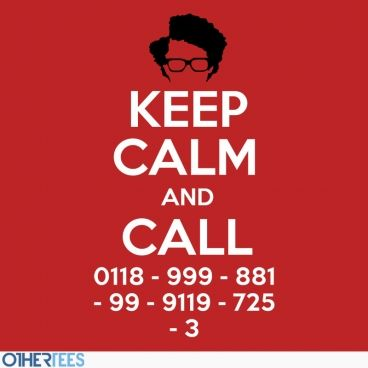 KEEP
CALM
AND
CALL
0118 - 999 - 881
- 99 - 9119 - 725
- 3
OTHERTEES